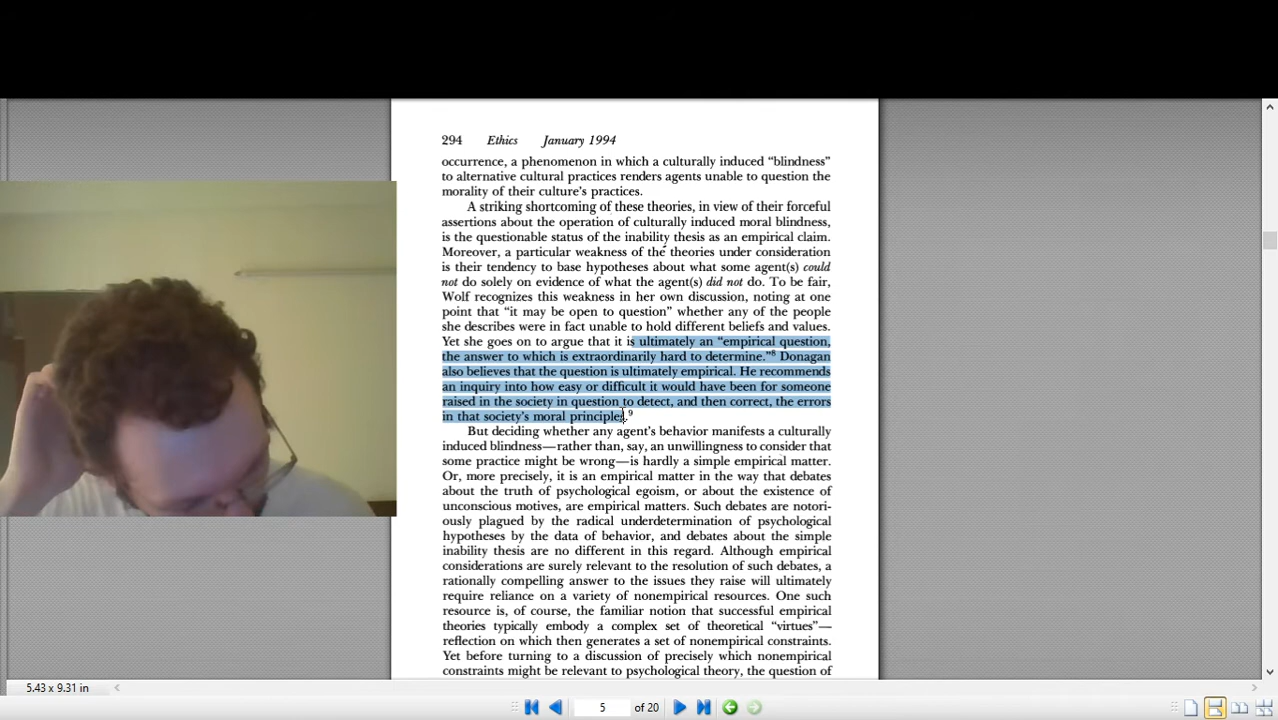 294 Ethics January 1994
occurrence, a phenomenon in which a culturally induced “blindness”
to alternative cultural practices renders agents unable to question the
morality of their culture’s practices.
A striking shortcoming of these theories, in view of their forceful
assertions about the operation of culturally induced moral blindness,
is the questionable status of the inability thesis as an empirical claim.
Moreover, a particular weakness of the theories under consideration
is their tendency to base hypotheses about what some agent(s) could
not do solely on evidence of what the agent(s) did not do. To be fair,
Wolf recognizes this weakness in her own discussion, noting at one
point that “it may be open to question” whether any of the people
she describes were in fact unable to hold different beliefs and values.
Yet she goes on to argue that it is ultimately an “empirical question,
the answer to which is extraordinarily hard to determine.”8 Donagan
also believes that the question is ultimately empirical. He recommends
an inquiry into how easy or difficult it would have been for someone
raised in the society in question to detect, and then correct, the errors
in that society’s moral principles.9
But deciding whether any agent’s behavior manifests a culturally
induced blindness—rather than, say, an unwillingness to consider that
some practice might be wrong—is hardly a simple empirical matter.
Or, more precisely, it is an empirical matter in the way that debates
about the truth of psychological egoism, or about the existence of
unconscious motives, are empirical matters. Such debates are notori-
ously plagued by the radical underdetermination of psychological
hypotheses by the data of behavior, and debates about the simple
inability thesis are no different in this regard. Although empirical
considerations are surely relevant to the resolution of such debates, a
rationally compelling answer to the issues they raise will ultimately
require reliance on a variety of nonempirical resources. One such
resource is, of course, the familiar notion that successful empirical
theories typically embody a complex set of theoretical “virtues”—
reflection on which then generates a set of nonempirical constraints.
Yet before turning to a discussion of precisely which nonempirical
constraints might be relevant to psychological theory, the question of
5.43 x 9.31 in
5 of 20